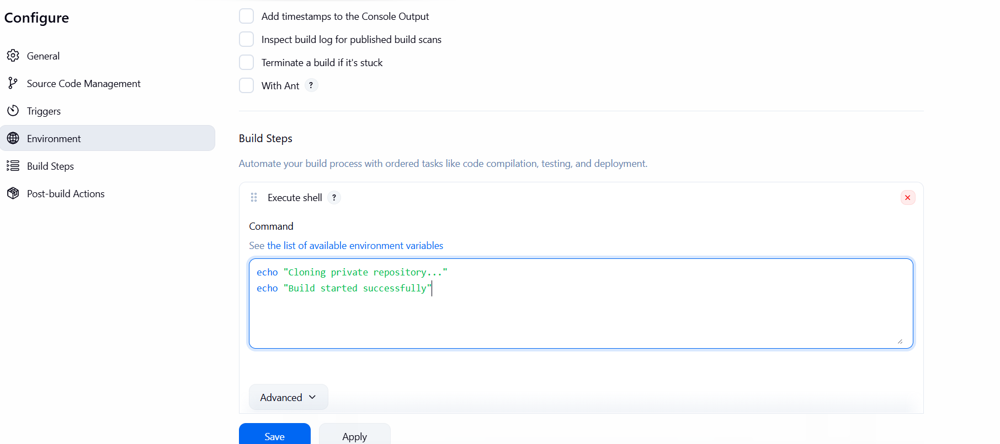 Configure
General
Source Code Management
Triggers
Environment
Build Steps
Post-build Actions
Add timestamps to the Console Output
Inspect build log for published build scans
Terminate a build if it's stuck
With Ant ?
Build Steps
Automate your build process with ordered tasks like code compilation, testing, and deployment.
Execute shell ?
Command
See the list of available environment variables
echo "Cloning private repository..."
echo "Build started successfully"
Advanced
Save Apply